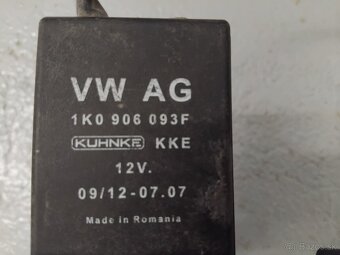 VW AG
1K0 906 093F
KUHNKE KKE
12V.
09/12-07.07
Made in Romania